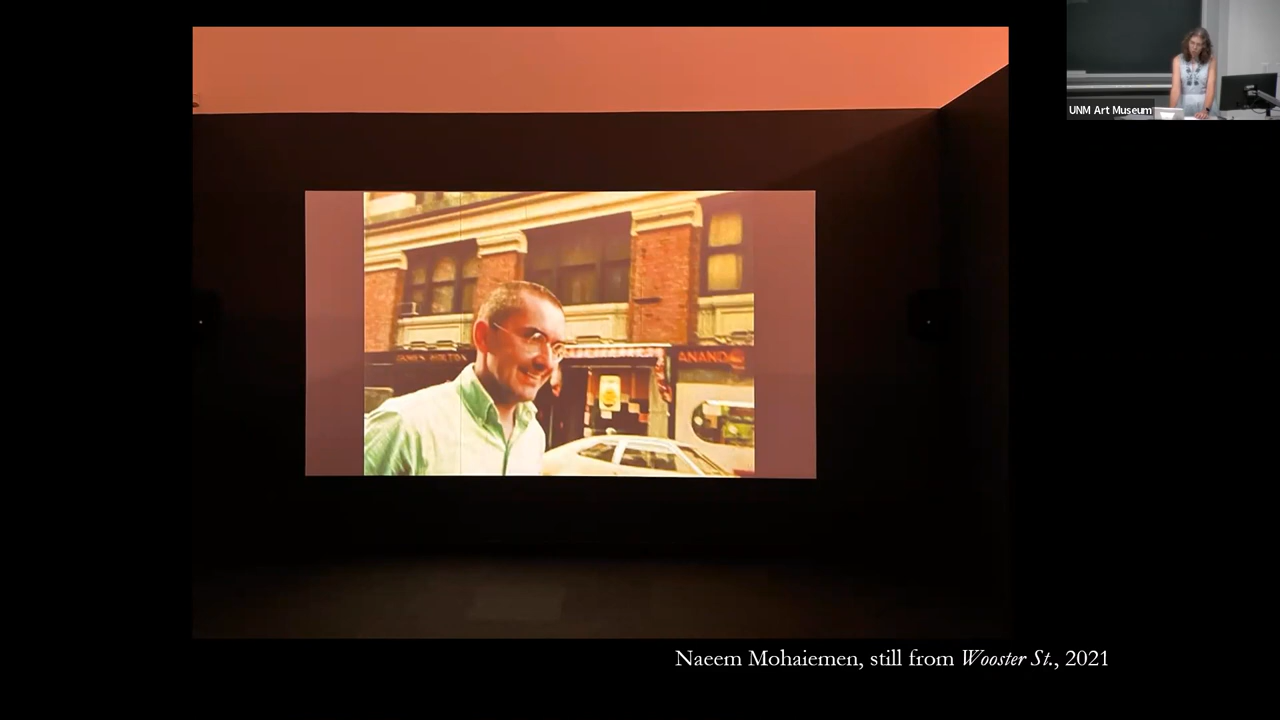 UNM Art Museum
ANAND
Naeem Mohaiemen, still from Wooster St., 2021